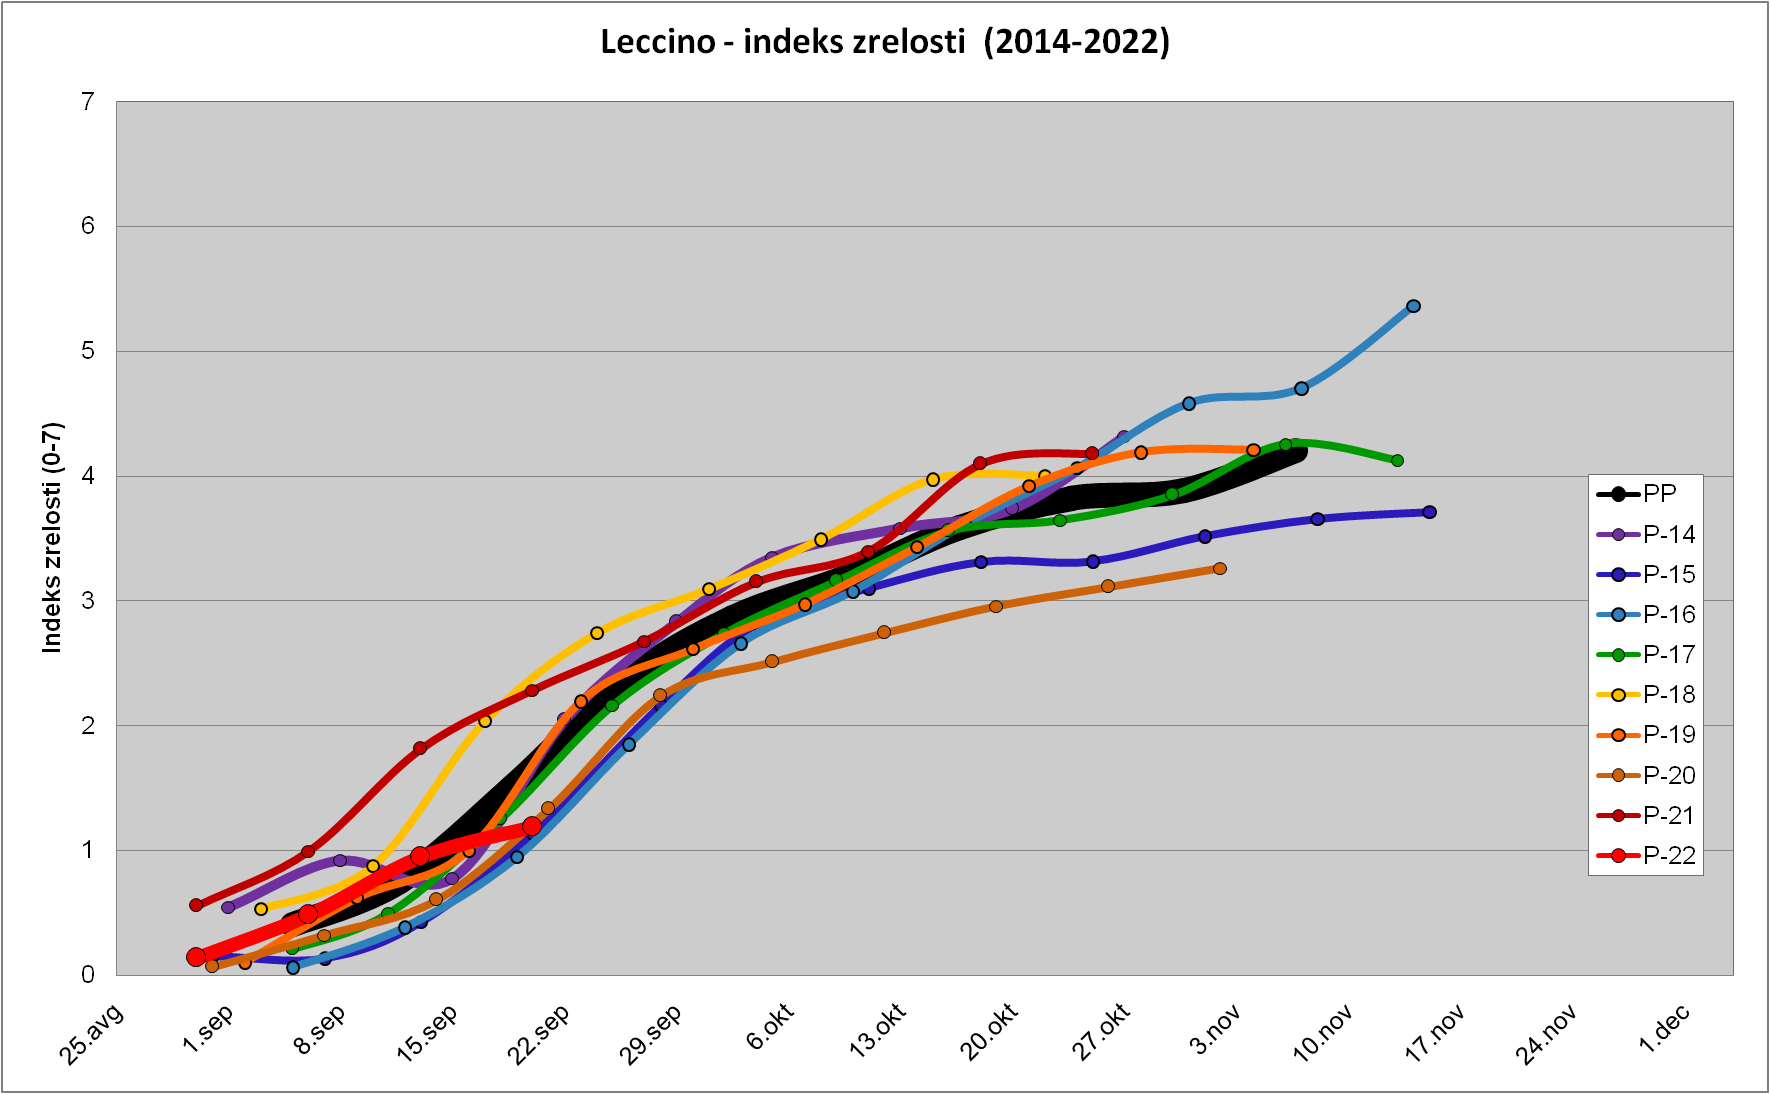 Leccino - indeks zrelosti  (2014-2022)
Indeks zrelosti (0-7)
7
6
5
4
3
2
1
0
25.avg
1.sep
8.sep
15.sep
22.sep
29.sep
6.okt
13.okt
20.okt
27.okt
3.nov
10.nov
17.nov
24.nov
1.dec
PP
P-14
P-15
P-16
P-17
P-18
P-19
P-20
P-21
P-22